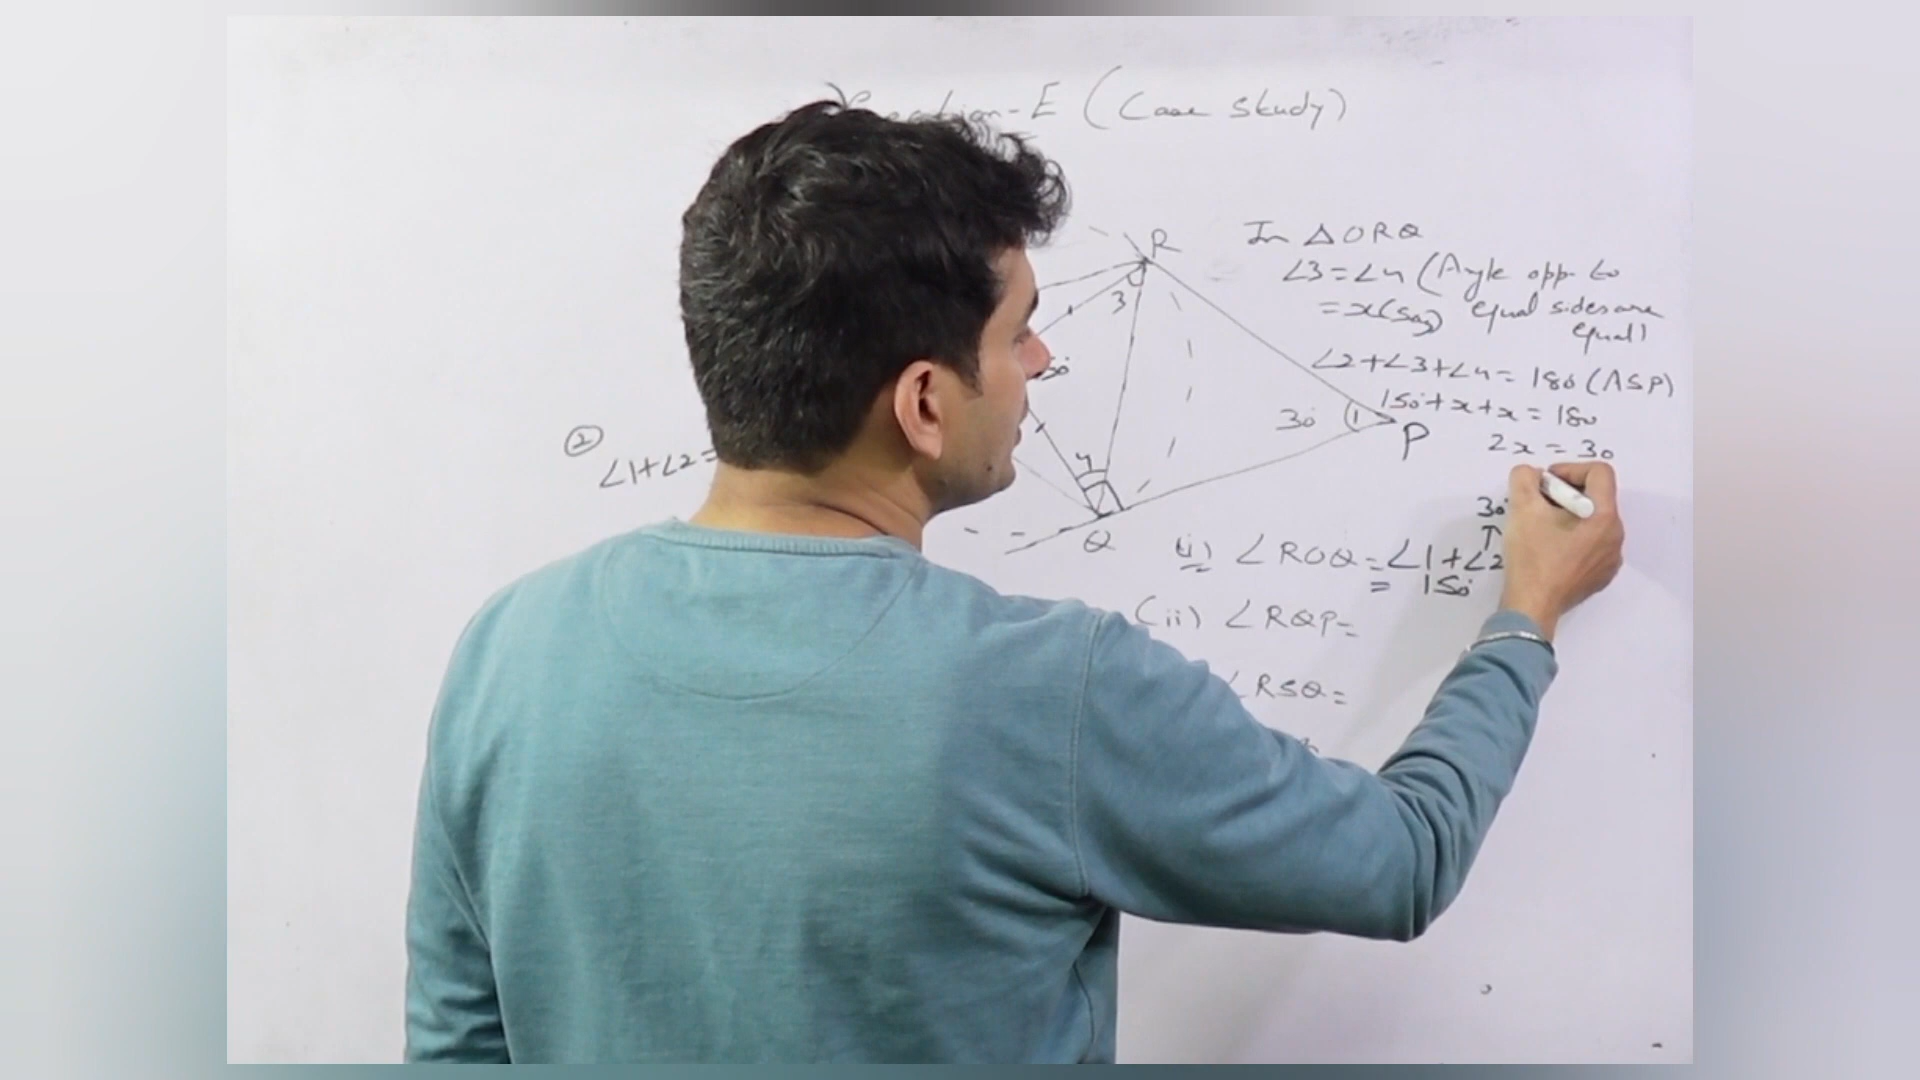 Section-E (Case Study)
R
In △ORQ
∠3=∠4 (Angle opp. to
=x(say) equal sides are
equal)
3
∠2+∠3+∠4=180 (ASP)
150°+x+x=180
30° 1
P
2x=30
②
∠1+∠2=
4
30°
↑
Q
(i) ∠ROQ=∠1+∠2
= 150°
(ii) ∠RQP=
∠RSQ=